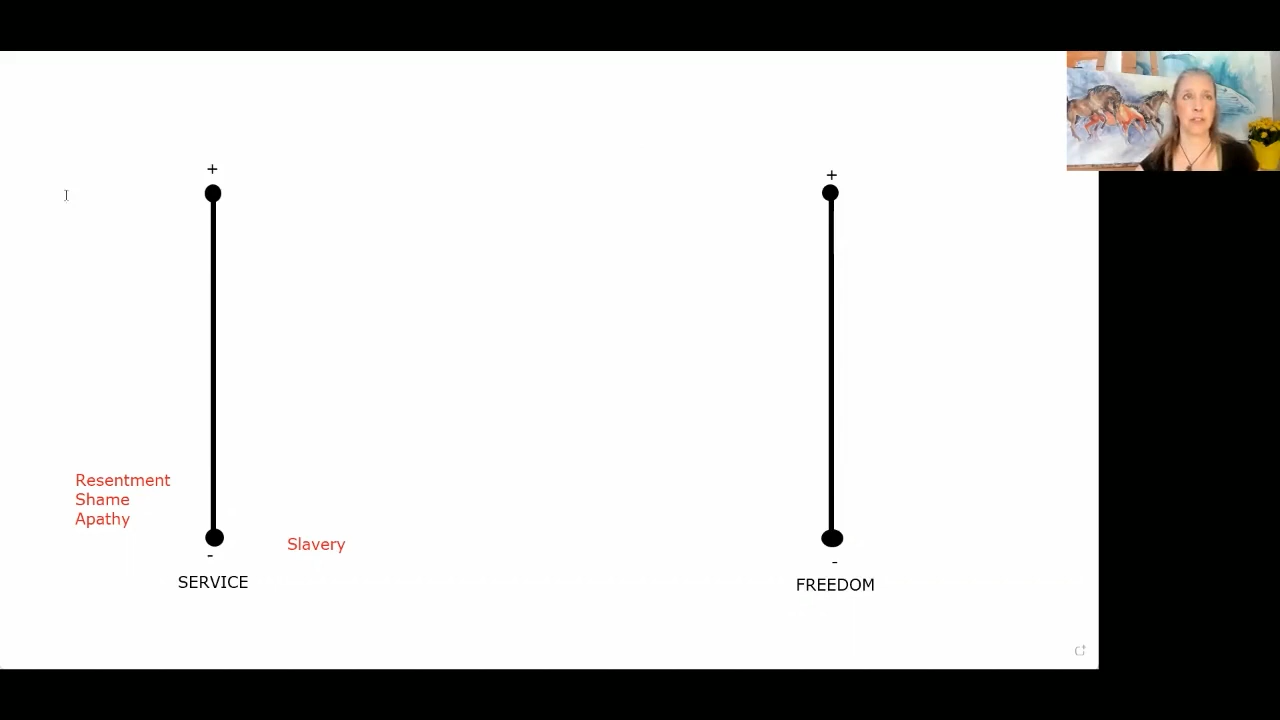 +
+
Resentment
Shame
Apathy
Slavery
-
-
SERVICE
FREEDOM